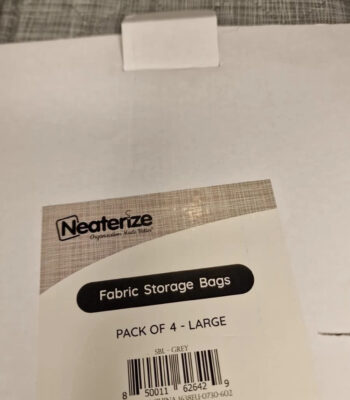 Neaterize
Organization Made Better
Fabric Storage Bags
PACK OF 4 - LARGE
SBL - GREY
8 50011 62642 9